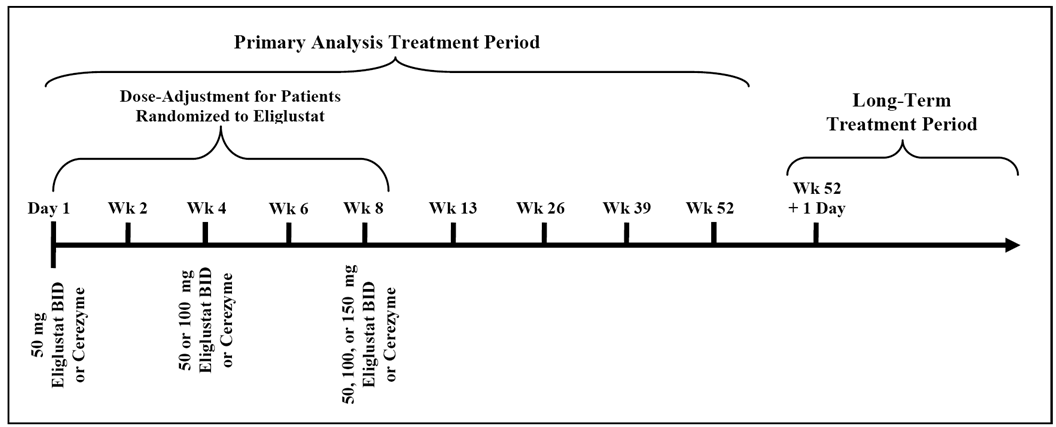 Primary Analysis Treatment Period
Dose-Adjustment for Patients
Randomized to Eliglustat
Long-Term
Treatment Period
Day 1
Wk 2
Wk 4
Wk 6
Wk 8
Wk 13
Wk 26
Wk 39
Wk 52
Wk 52
+ 1 Day
50 mg
Eliglustat BID
or Cerezyme
50 or 100 mg
Eliglustat BID
or Cerezyme
50, 100, or 150 mg
Eliglustat BID
or Cerezyme